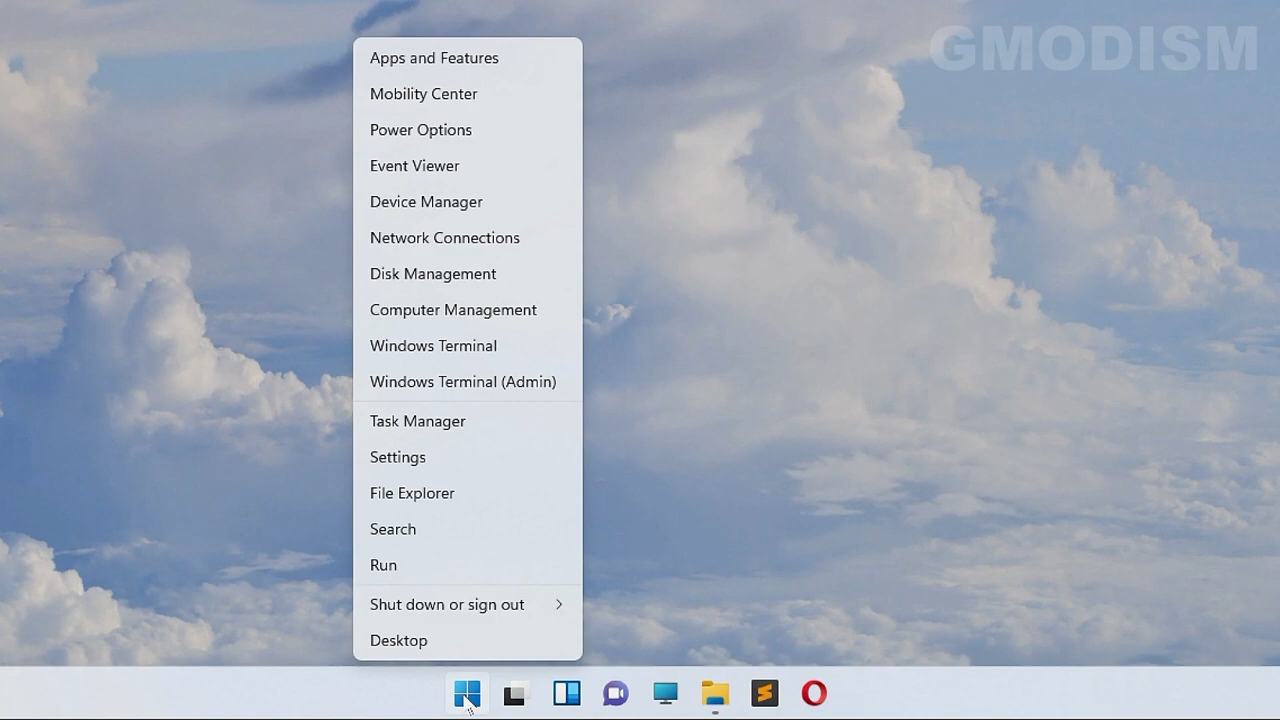 GMODISM
Apps and Features
Mobility Center
Power Options
Event Viewer
Device Manager
Network Connections
Disk Management
Computer Management
Windows Terminal
Windows Terminal (Admin)
Task Manager
Settings
File Explorer
Search
Run
Shut down or sign out
Desktop